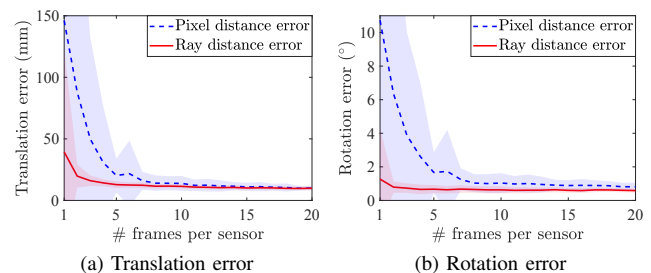 Pixel distance error
Ray distance error
Translation error (mm)
150
100
50
0
1
5
10
15
20
# frames per sensor
(a) Translation error
Pixel distance error
Ray distance error
Rotation error (°)
10
8
6
4
2
0
1
5
10
15
20
# frames per sensor
(b) Rotation error